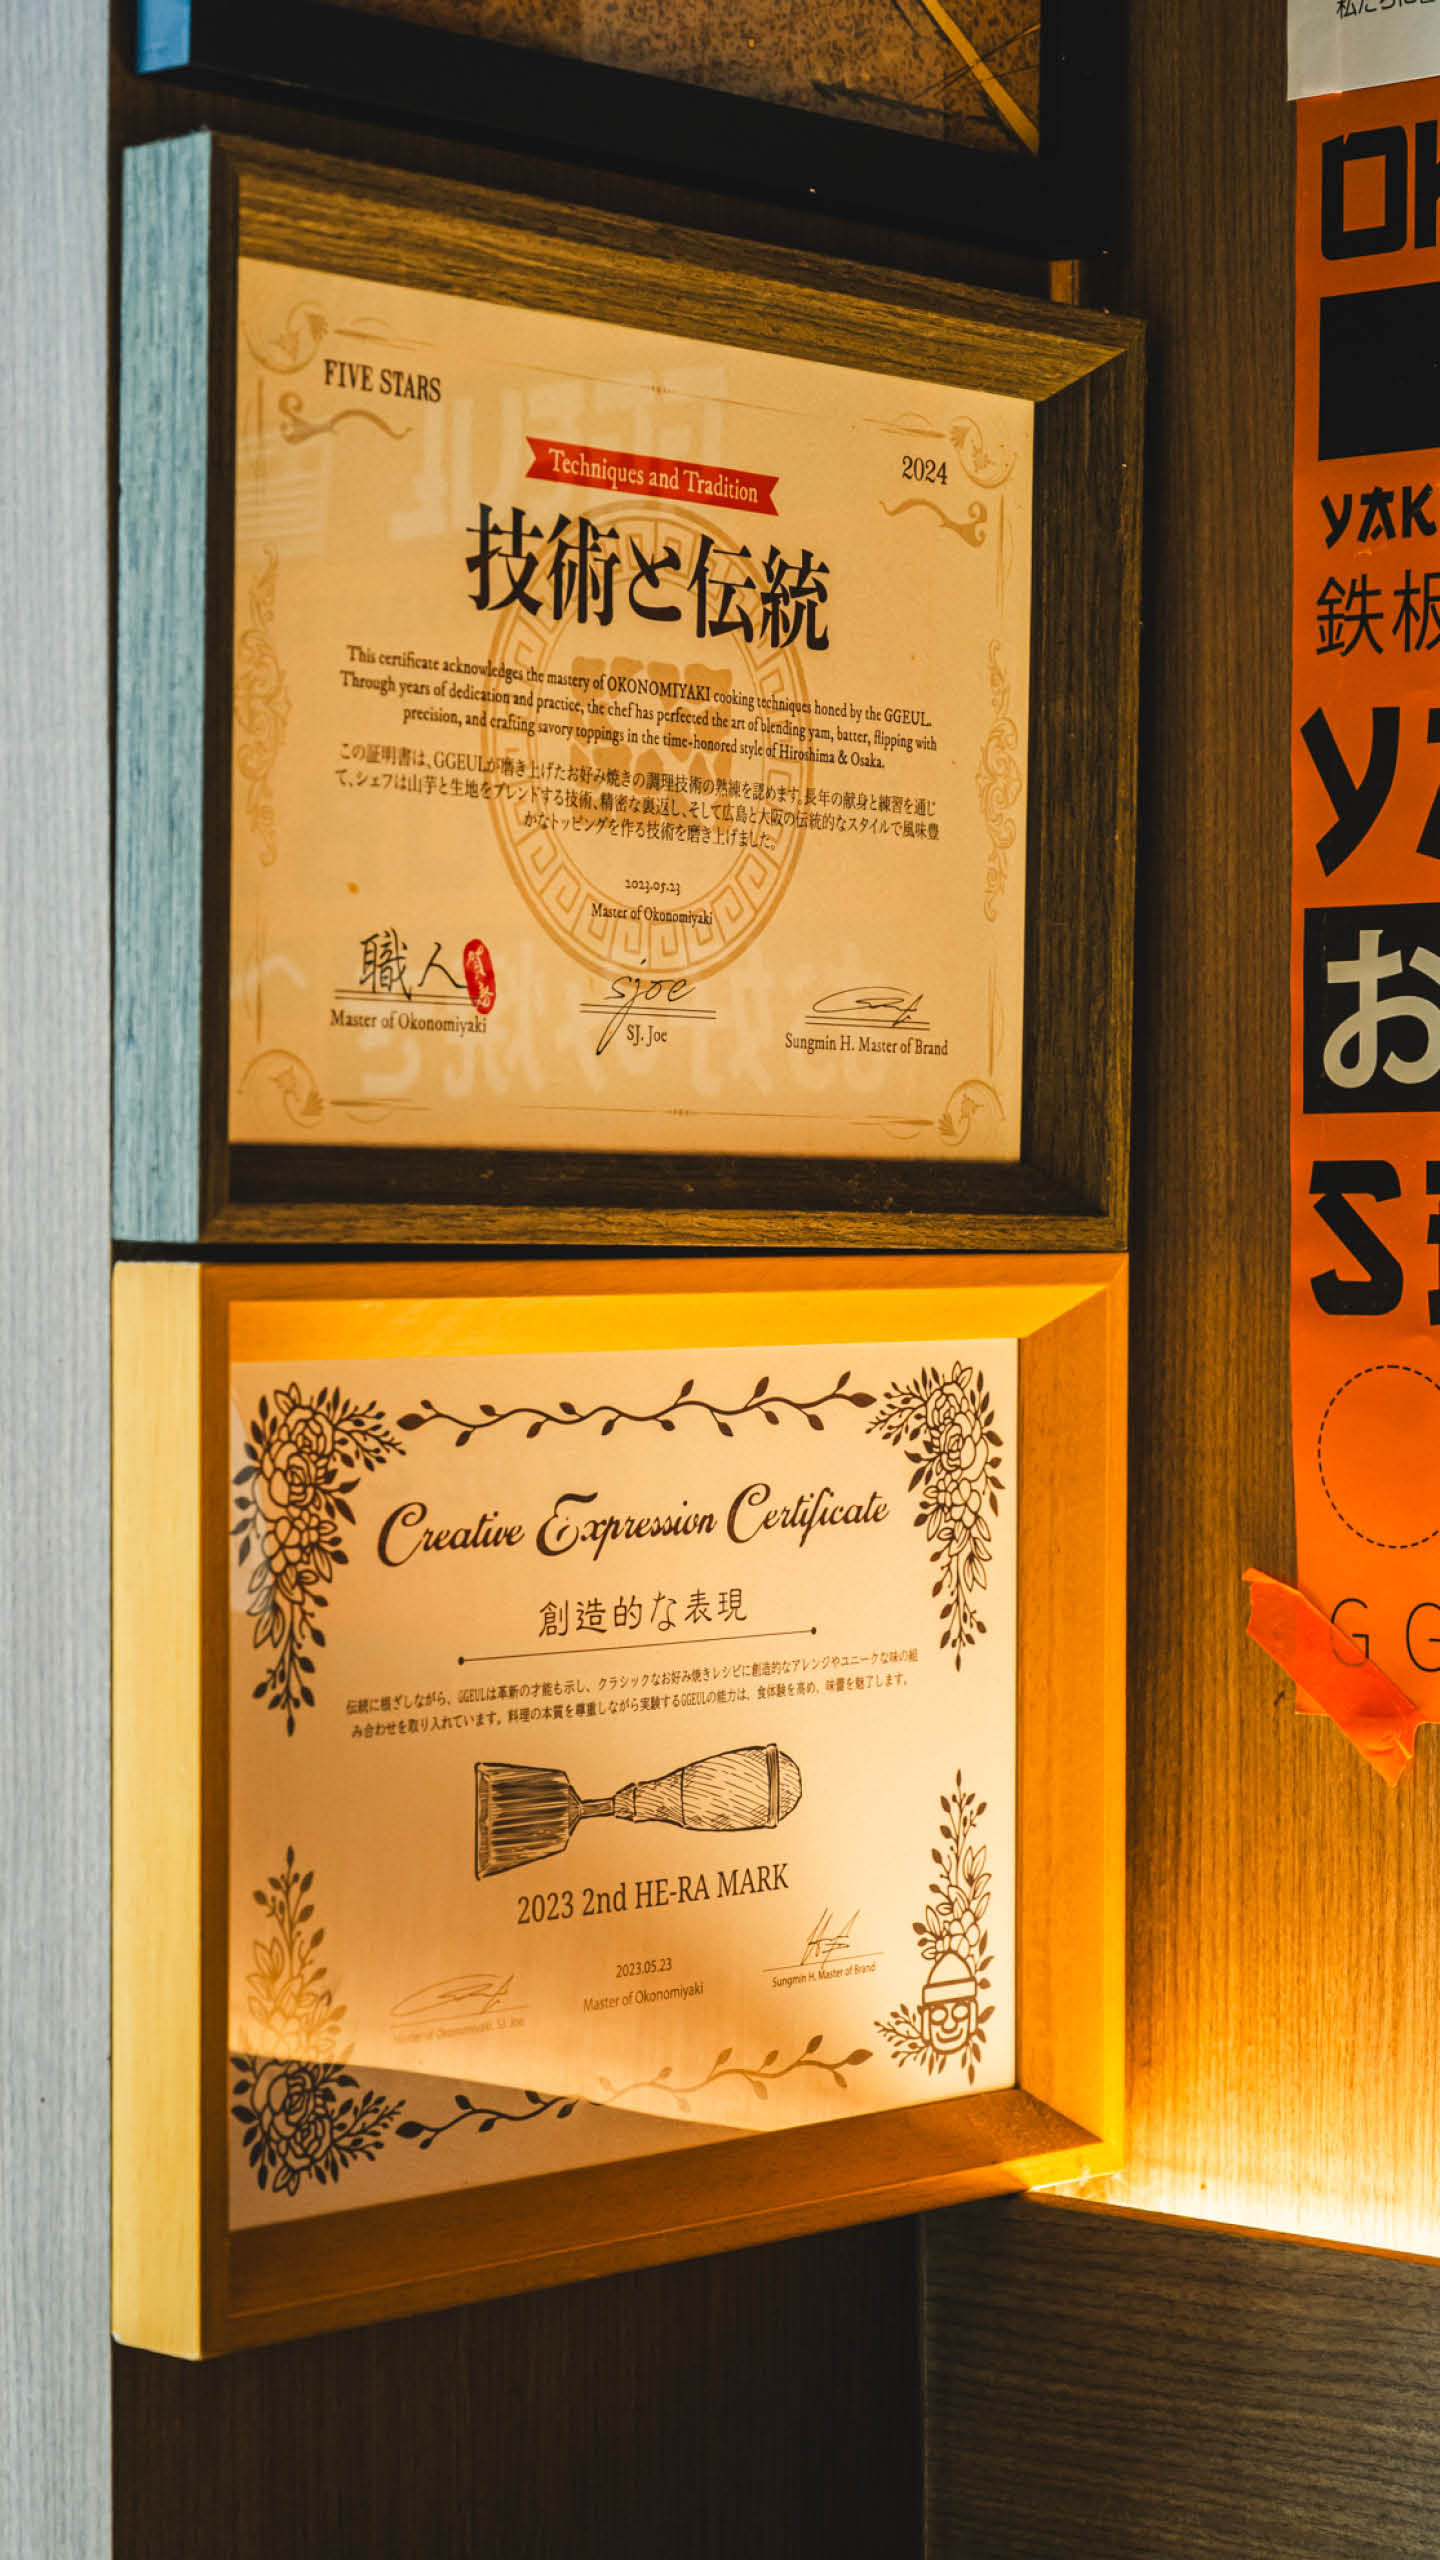 FIVE STARS
2024
Techniques and Tradition
技術と伝統
This certificate acknowledges the mastery of OKONOMIYAKI cooking techniques honed by the GGEUL.
Through years of dedication and practice, the chef has perfected the art of blending yam, batter, flipping with
precision, and crafting savory toppings in the time-honored style of Hiroshima & Osaka.
この証明書は、GGEULが磨き上げたお好み焼きの調理技術の熟練を認めます。長年の献身と練習を通じ
て、シェフは山芋と生地をブレンドする技術、精密な裏返し、そして広島と大阪の伝統的なスタイルで風味豊
かなトッピングを作る技術を磨き上げました。
2023.05.23
Master of Okonomiyaki
職人
Master of Okonomiyaki
sjoe
SJ. Joe
Sungmin H. Master of Brand
Creative Expression Certificate
創造的な表現
伝統に根ざしながら、GGEULは革新の才能も示し、クラシックなお好み焼きレシピに創造的なアレンジやユニークな味の組
み合わせを取り入れています。料理の本質を尊重しながら実験するGGEULの能力は、食体験を高め、味蕾を魅了します。
2023 2nd HE-RA MARK
2023.05.23
Master of Okonomiyaki
Sungmin H. Master of Brand
Master of Okonomiyaki, SJ. Joe
私たちに
OK
YAK
鉄板
YA
お
S
G G